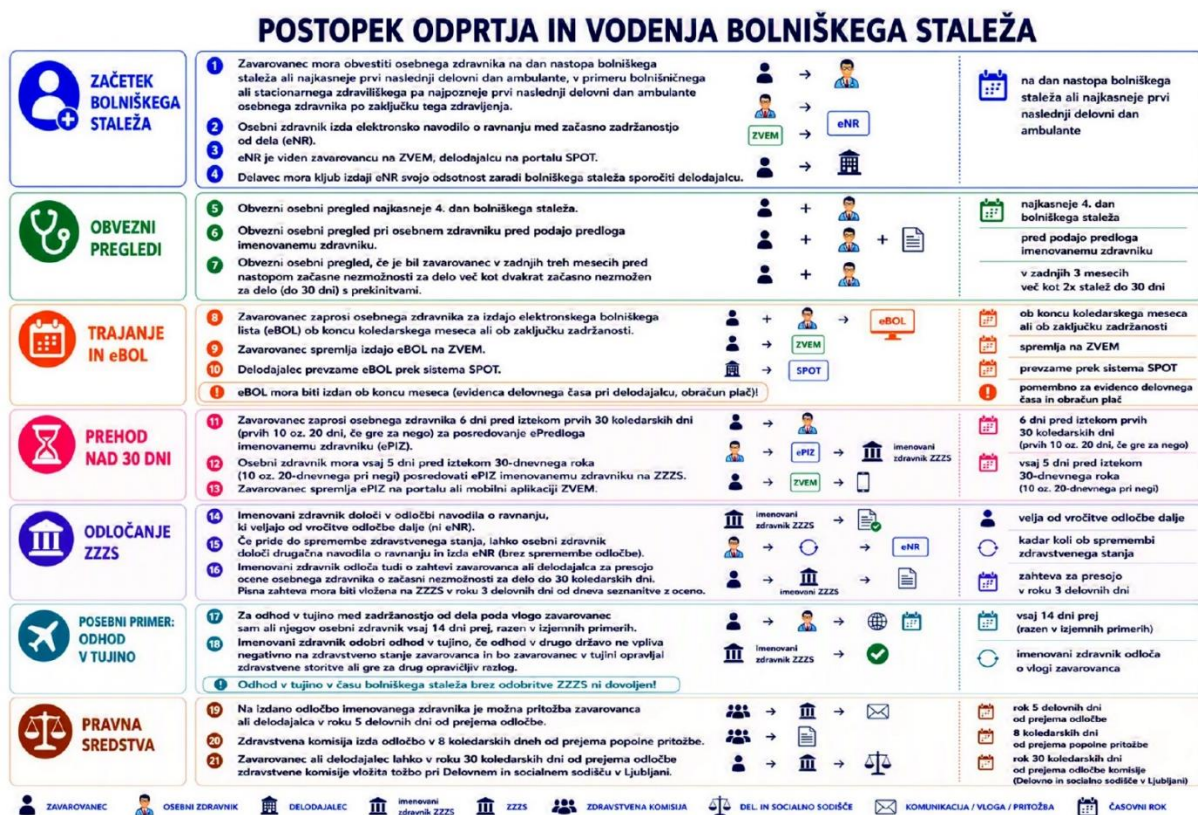 POSTOPEK ODPRTJA IN VODENJA BOLNIŠKEGA STALEŽA
ZAČETEK
BOLNIŠKEGA
STALEŽA
1 Zavarovanec mora obvestiti osebnega zdravnika na dan nastopa bolniškega
staleža ali najkasneje prvi naslednji delovni dan ambulante, v primeru bolnišničnega
ali stacionarnega zdraviliškega pa najpozneje prvi naslednji delovni dan ambulante
osebnega zdravnika po zaključku tega zdravljenja.
2 Osebni zdravnik izda elektronsko navodilo o ravnanju med začasno zadržanostjo
od dela (eNR).
3 eNR je viden zavarovancu na ZVEM, delodajalcu na portalu SPOT.
4 Delavec mora kljub izdaji eNR svojo odsotnost zaradi bolniškega staleža sporočiti delodajalcu.
ZVEM
eNR
na dan nastopa bolniškega
staleža ali najkasneje prvi
naslednji delovni dan
ambulante
OBVEZNI
PREGLEDI
5 Obvezni osebni pregled najkasneje 4. dan bolniškega staleža.
6 Obvezni osebni pregled pri osebnem zdravniku pred podajo predloga
imenovanemu zdravniku.
7 Obvezni osebni pregled, če je bil zavarovanec v zadnjih treh mesecih pred
nastopom začasne nezmožnosti za delo več kot dvakrat začasno nezmožen
za delo (do 30 dni) s prekinitvami.
najkasneje 4. dan
bolniškega staleža
pred podajo predloga
imenovanemu zdravniku
v zadnjih 3 mesecih
več kot 2x stalež do 30 dni
TRAJANJE
IN eBOL
8 Zavarovanec zaprosi osebnega zdravnika za izdajo elektronskega bolniškega
lista (eBOL) ob koncu koledarskega meseca ali ob zaključku zadržanosti.
9 Zavarovanec spremlja izdajo eBOL na ZVEM.
10 Delodajalec prevzame eBOL prek sistema SPOT.
! eBOL mora biti izdan ob koncu meseca (evidenca delovnega časa pri delodajalcu, obračun plač)!
eBOL
ZVEM
SPOT
ob koncu koledarskega meseca
ali ob zaključku zadržanosti
spremlja na ZVEM
prevzame prek sistema SPOT
! pomembno za evidenco delovnega
časa in obračun plač
PREHOD
NAD 30 DNI
11 Zavarovanec zaprosi osebnega zdravnika 6 dni pred iztekom prvih 30 koledarskih dni
(prvih 10 oz. 20 dni, če gre za nego) za posredovanje ePredloga
imenovanemu zdravniku (ePIZ).
12 Osebni zdravnik mora vsaj 5 dni pred iztekom 30-dnevnega roka
(10 oz. 20-dnevnega pri negi) posredovati ePIZ imenovanemu zdravniku na ZZZS.
13 Zavarovanec spremlja ePIZ na portalu ali mobilni aplikaciji ZVEM.
ePIZ
imenovani
zdravnik ZZZS
ZVEM
6 dni pred iztekom prvih
30 koledarskih dni
(prvih 10 oz. 20 dni, če gre za nego)
vsaj 5 dni pred iztekom
30-dnevnega roka
(10 oz. 20-dnevnega pri negi)
ODLOČANJE
ZZZS
14 Imenovani zdravnik določi v odločbi navodila o ravnanju,
ki veljajo od vročitve odločbe dalje (ni eNR).
15 Če pride do spremembe zdravstvenega stanja, lahko osebni zdravnik
določi drugačna navodila o ravnanju in izda eNR (brez spremembe odločbe).
16 Imenovani zdravnik odloča tudi o zahtevi zavarovanca ali delodajalca za presojo
ocene osebnega zdravnika o začasni nezmožnosti za delo do 30 koledarskih dni.
Pisna zahteva mora biti vložena na ZZZS v roku 3 delovnih dni od dneva seznanitve z oceno.
imenovani
zdravnik ZZZS
eNR
imenovani ZZZS
velja od vročitve odločbe dalje
kadar koli ob spremembi
zdravstvenega stanja
zahteva za presojo
v roku 3 delovnih dni
POSEBNI PRIMER:
ODHOD
V TUJINO
17 Za odhod v tujino med zadržanostjo od dela poda vlogo zavarovanec
sam ali njegov osebni zdravnik vsaj 14 dni prej, razen v izjemnih primerih.
18 Imenovani zdravnik odobri odhod v tujino, če odhod v drugo državo ne vpliva
negativno na zdravstveno stanje zavarovanca in bo zavarovanec v tujini opravljal
zdravstvene storitve ali gre za drug opravičljiv razlog.
! Odhod v tujino v času bolniškega staleža brez odobritve ZZZS ni dovoljen!
imenovani
zdravnik ZZZS
vsaj 14 dni prej
(razen v izjemnih primerih)
imenovani zdravnik odloča
o vlogi zavarovanca
PRAVNA
SREDSTVA
19 Na izdano odločbo imenovanega zdravnika je možna pritožba zavarovanca
ali delodajalca v roku 5 delovnih dni od prejema odločbe.
20 Zdravstvena komisija izda odločbo v 8 koledarskih dneh od prejema popolne pritožbe.
21 Zavarovanec ali delodajalec lahko v roku 30 koledarskih dni od prejema odločbe
zdravstvene komisije vložita tožbo pri Delovnem in socialnem sodišču v Ljubljani.
rok 5 delovnih dni
od prejema odločbe
8 koledarskih dni
od prejema popolne pritožbe
rok 30 koledarskih dni
od prejema odločbe komisije
(Delovno in socialno sodišče v Ljubljani)
ZAVAROVANEC
OSEBNI ZDRAVNIK
DELODAJALEC
imenovani
zdravnik ZZZS
ZZZS
ZDRAVSTVENA KOMISIJA
DEL. IN SOCIALNO SODIŠČE
KOMUNIKACIJA / VLOGA / PRITOŽBA
ČASOVNI ROK